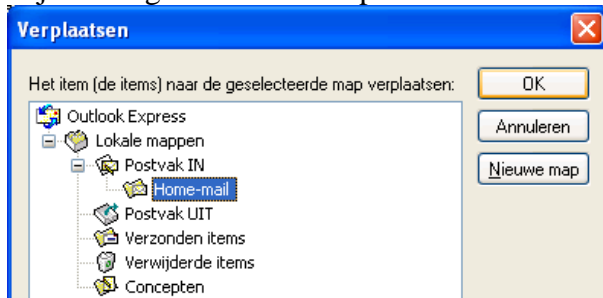 Verplaatsen
Het item (de items) naar de geselecteerde map verplaatsen:
OK
Annuleren
Nieuwe map
Outlook Express
Lokale mappen
Postvak IN
Home-mail
Postvak UIT
Verzonden items
Verwijderde items
Concepten